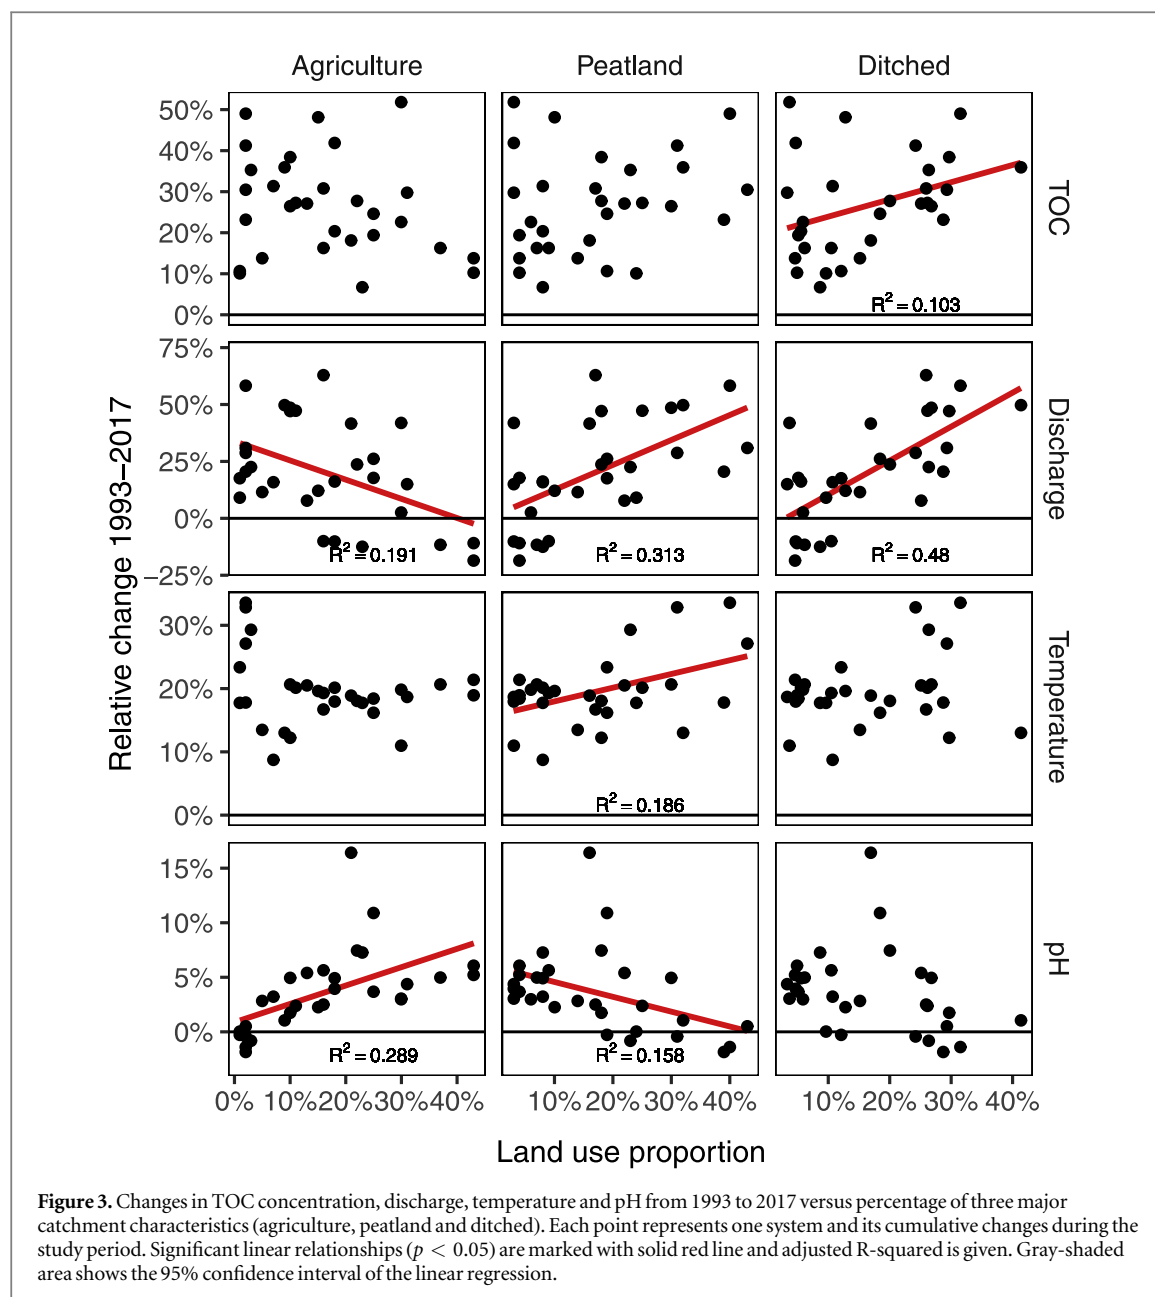 Agriculture Peatland Ditched
50%
40%
30%
20%
10%
0%
R² = 0.103
TOC
75%
50%
25%
0%
−25%
R² = 0.191
R² = 0.313
R² = 0.48
Discharge
Relative change 1993–2017
30%
20%
10%
0%
R² = 0.186
Temperature
15%
10%
5%
0%
R² = 0.289
R² = 0.158
pH
0% 10% 20% 30% 40% 10% 20% 30% 40% 10% 20% 30% 40%
Land use proportion
Figure 3. Changes in TOC concentration, discharge, temperature and pH from 1993 to 2017 versus percentage of three major
catchment characteristics (agriculture, peatland and ditched). Each point represents one system and its cumulative changes during the
study period. Significant linear relationships (p < 0.05) are marked with solid red line and adjusted R-squared is given. Gray-shaded
area shows the 95% confidence interval of the linear regression.